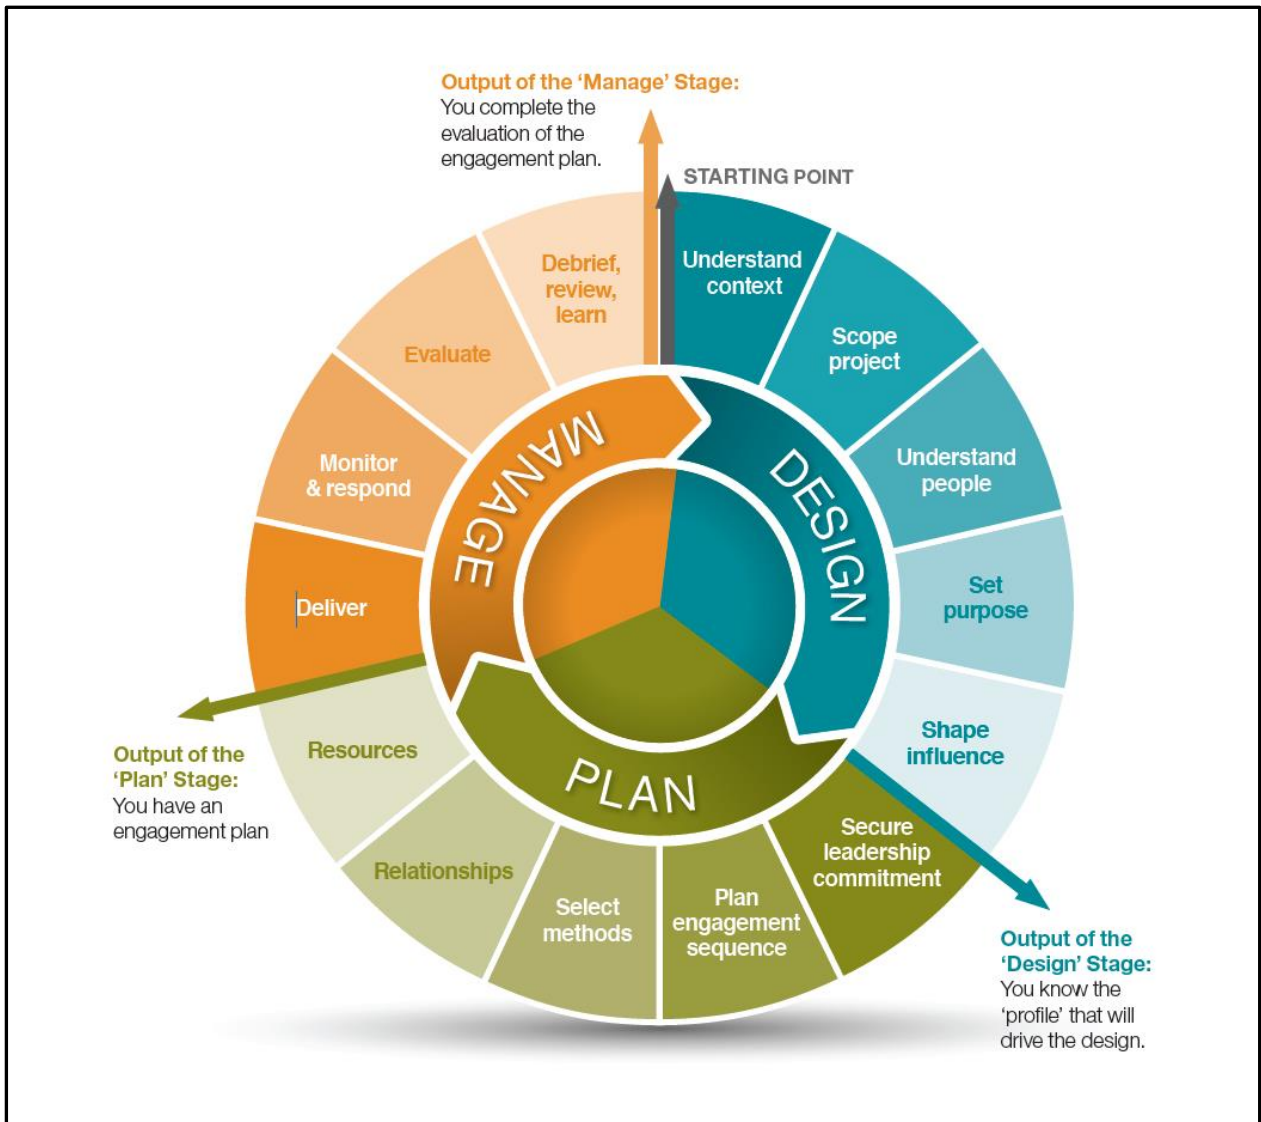 Output of the ‘Manage’ Stage:
You complete the
evaluation of the
engagement plan.
STARTING POINT
Understand
context
Scope
project
Understand
people
Set
purpose
Shape
influence
DESIGN
Output of the
‘Design’ Stage:
You know the
‘profile’ that will
drive the design.
Secure
leadership
commitment
Plan
engagement
sequence
Select
methods
Relationships
Resources
PLAN
Output of the
‘Plan’ Stage:
You have an
engagement plan
Deliver
Monitor
& respond
Evaluate
Debrief,
review,
learn
MANAGE